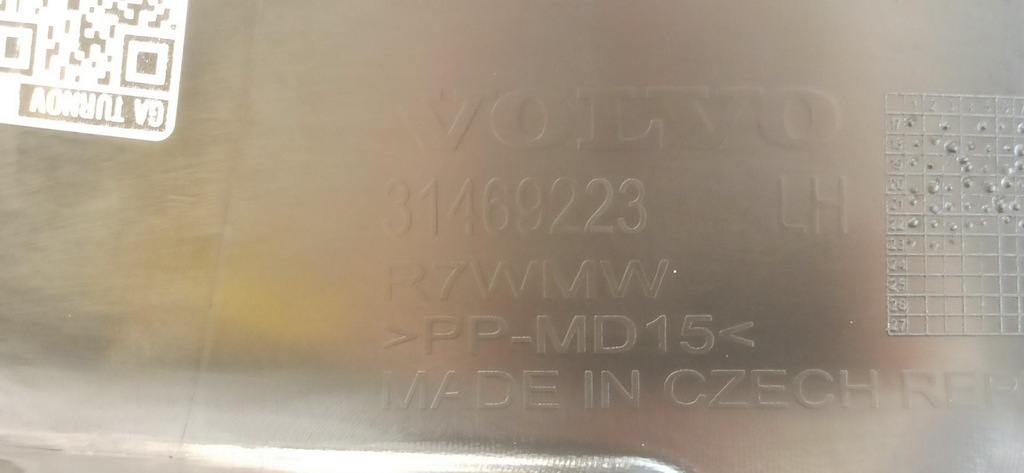 GA TURNOV
VOLVO
31469223 LH
R7WMW
>PP-MD15<
MADE IN CZECH REP